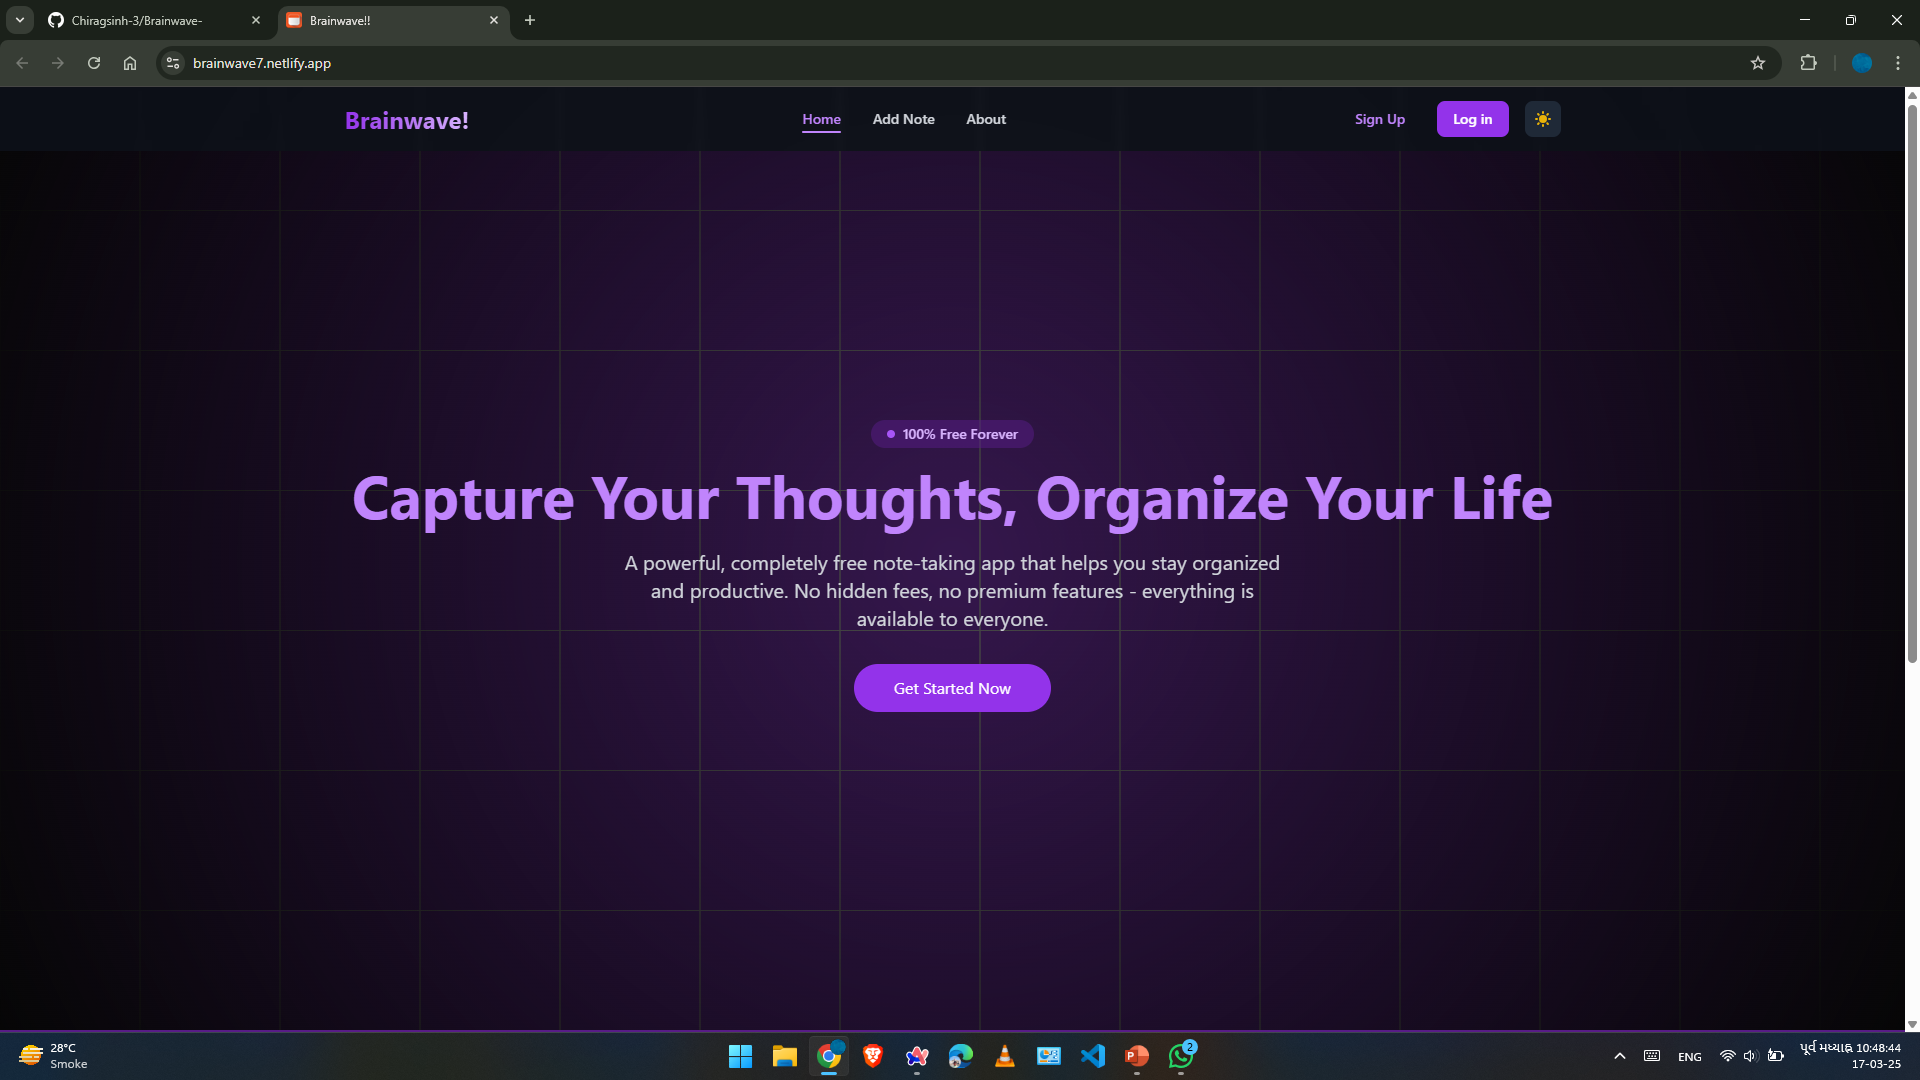 Chiragsinh-3/Brainwave-
Brainwave!!
brainwave7.netlify.app
Brainwave!
Home
Add Note
About
Sign Up
Log in
100% Free Forever
Capture Your Thoughts, Organize Your Life
A powerful, completely free note-taking app that helps you stay organized
and productive. No hidden fees, no premium features - everything is
available to everyone.
Get Started Now
28°C
Smoke
P
2
ENG
પૂર્વ મધ્યાહ્ન 10:48:44
17-03-25